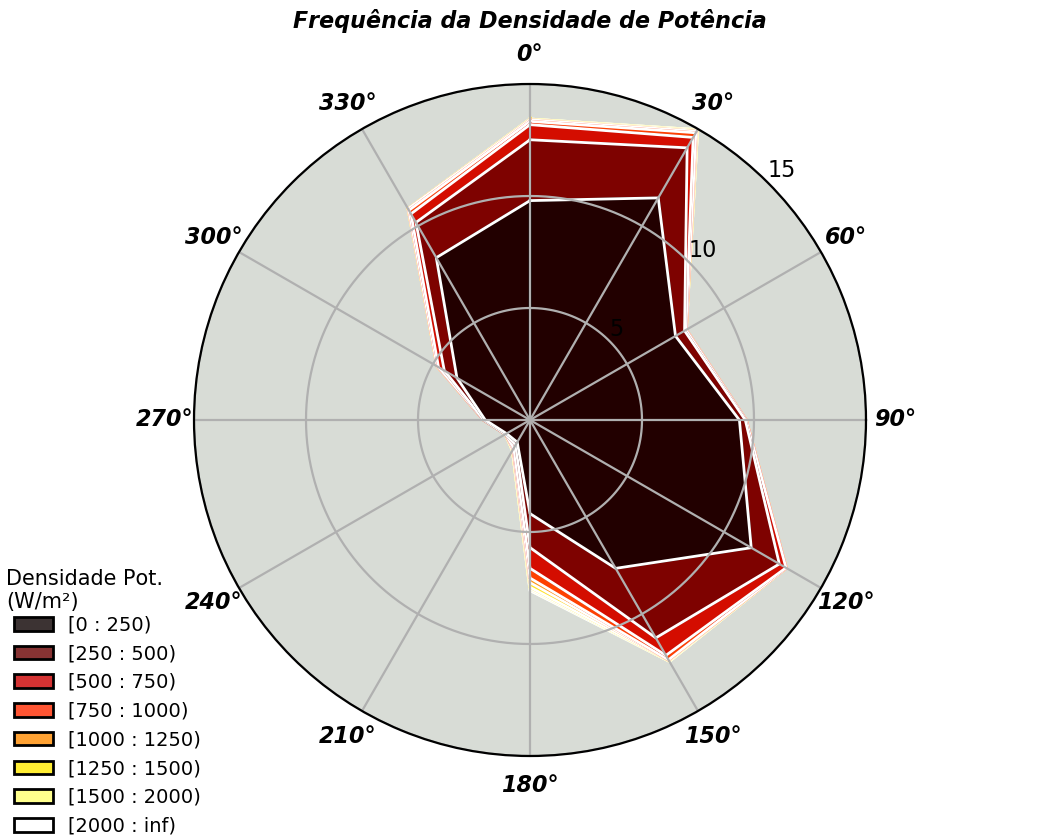 Frequência da Densidade de Potência
0°
330°
30°
15
300°
60°
10
5
270°
90°
240°
120°
210°
150°
180°
Densidade Pot.
(W/m²)
[0 : 250)
[250 : 500)
[500 : 750)
[750 : 1000)
[1000 : 1250)
[1250 : 1500)
[1500 : 2000)
[2000 : inf)